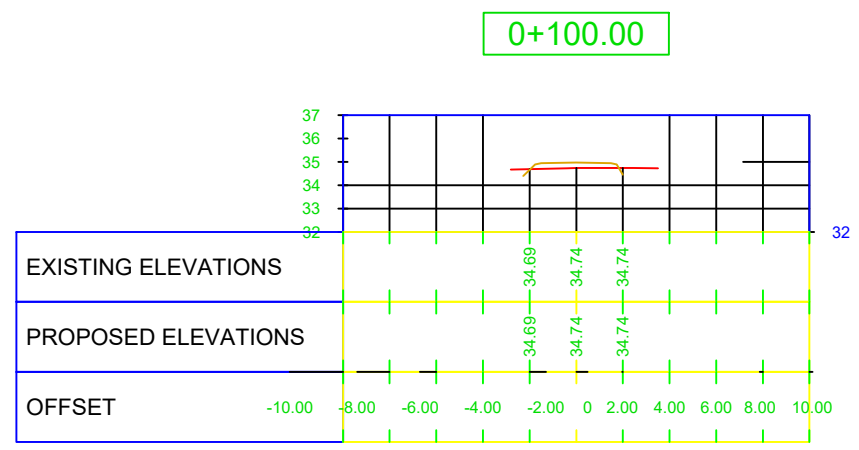 0+100.00
37
36
35
34
33
32
32
EXISTING ELEVATIONS 34.69 34.74 34.74
PROPOSED ELEVATIONS 34.69 34.74 34.74
OFFSET -10.00 -8.00 -6.00 -4.00 -2.00 0 2.00 4.00 6.00 8.00 10.00